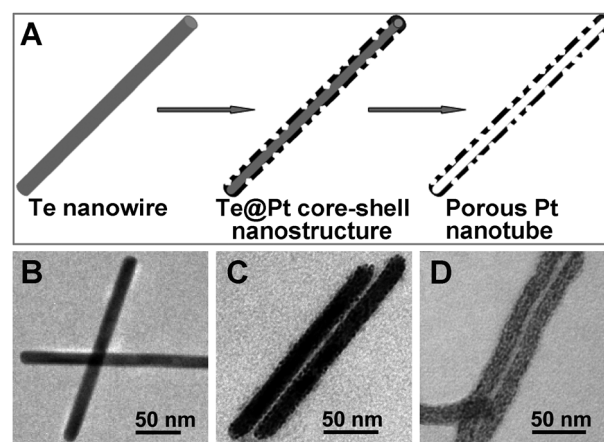 A
Te nanowire
Te@Pt core-shell
nanostructure
Porous Pt
nanotube
B
50 nm
C
50 nm
D
50 nm